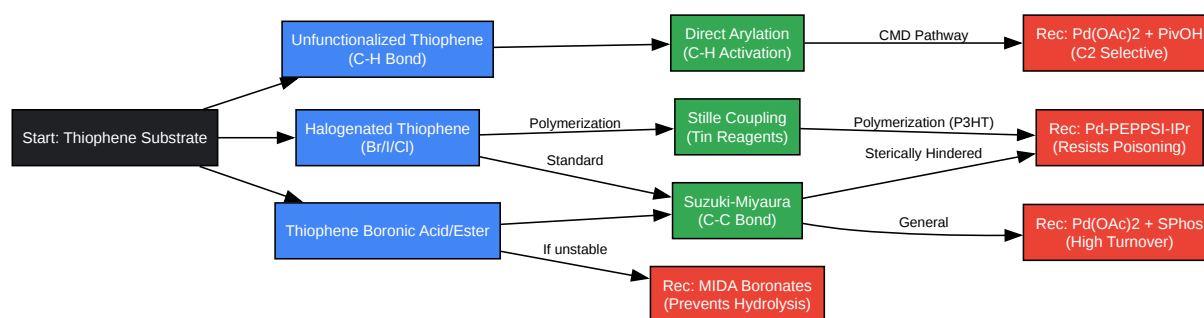 Start: Thiophene Substrate
Unfunctionalized Thiophene
(C-H Bond)
Halogenated Thiophene
(Br/I/Cl)
Thiophene Boronic Acid/Ester
Polymerization
Standard
If unstable
Direct Arylation
(C-H Activation)
Stille Coupling
(Tin Reagents)
Suzuki-Miyaura
(C-C Bond)
Rec: MIDA Boronates
(Prevents Hydrolysis)
CMD Pathway
Polymerization (P3HT)
Sterically Hindered
General
Rec: Pd(OAc)2 + PivOH
(C2 Selective)
Rec: Pd-PEPPSI-IPr
(Resists Poisoning)
Rec: Pd(OAc)2 + SPhos
(High Turnover)